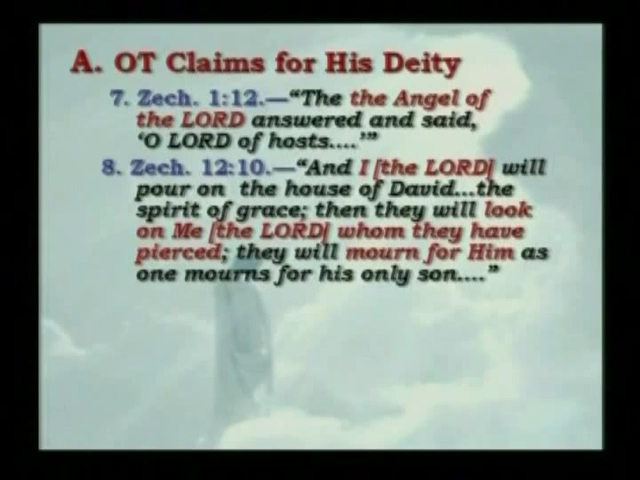 A. OT Claims for His Deity
7. Zech. 1:12.—“The the Angel of
the LORD answered and said,
‘O LORD of hosts....’”
8. Zech. 12:10.—“And I [the LORD] will
pour on the house of David...the
spirit of grace; then they will look
on Me [the LORD] whom they have
pierced; they will mourn for Him as
one mourns for his only son....”